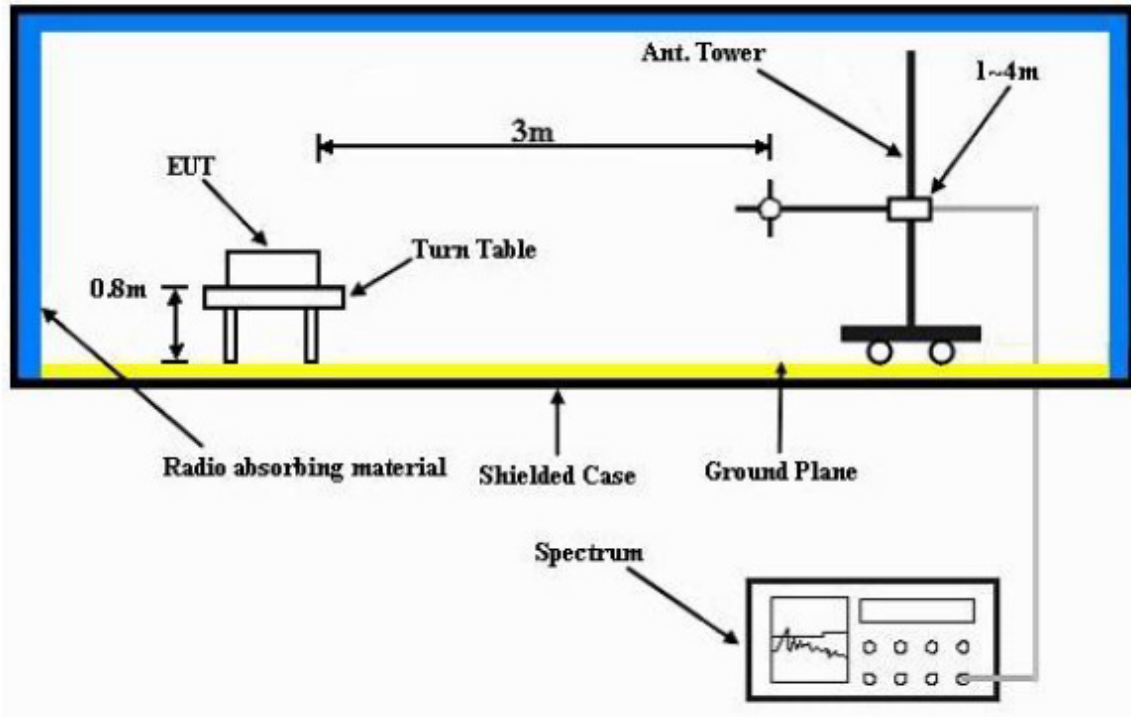 Ant. Tower
1~4m
3m
EUT
Turn Table
0.8m
Radio absorbing material
Shielded Case
Ground Plane
Spectrum